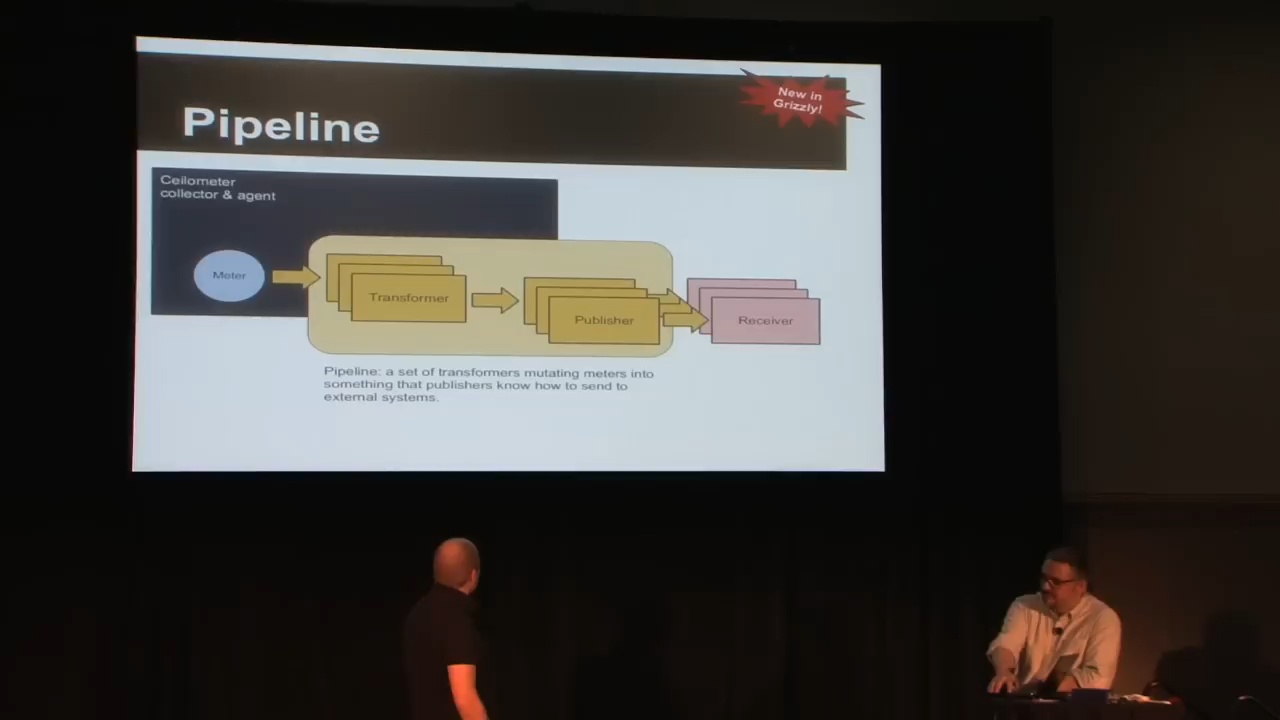 New in
Grizzly!
Pipeline
Ceilometer
collector & agent
Meter
Transformer
Publisher
Receiver
Pipeline: a set of transformers mutating meters into
something that publishers know how to send to
external systems.